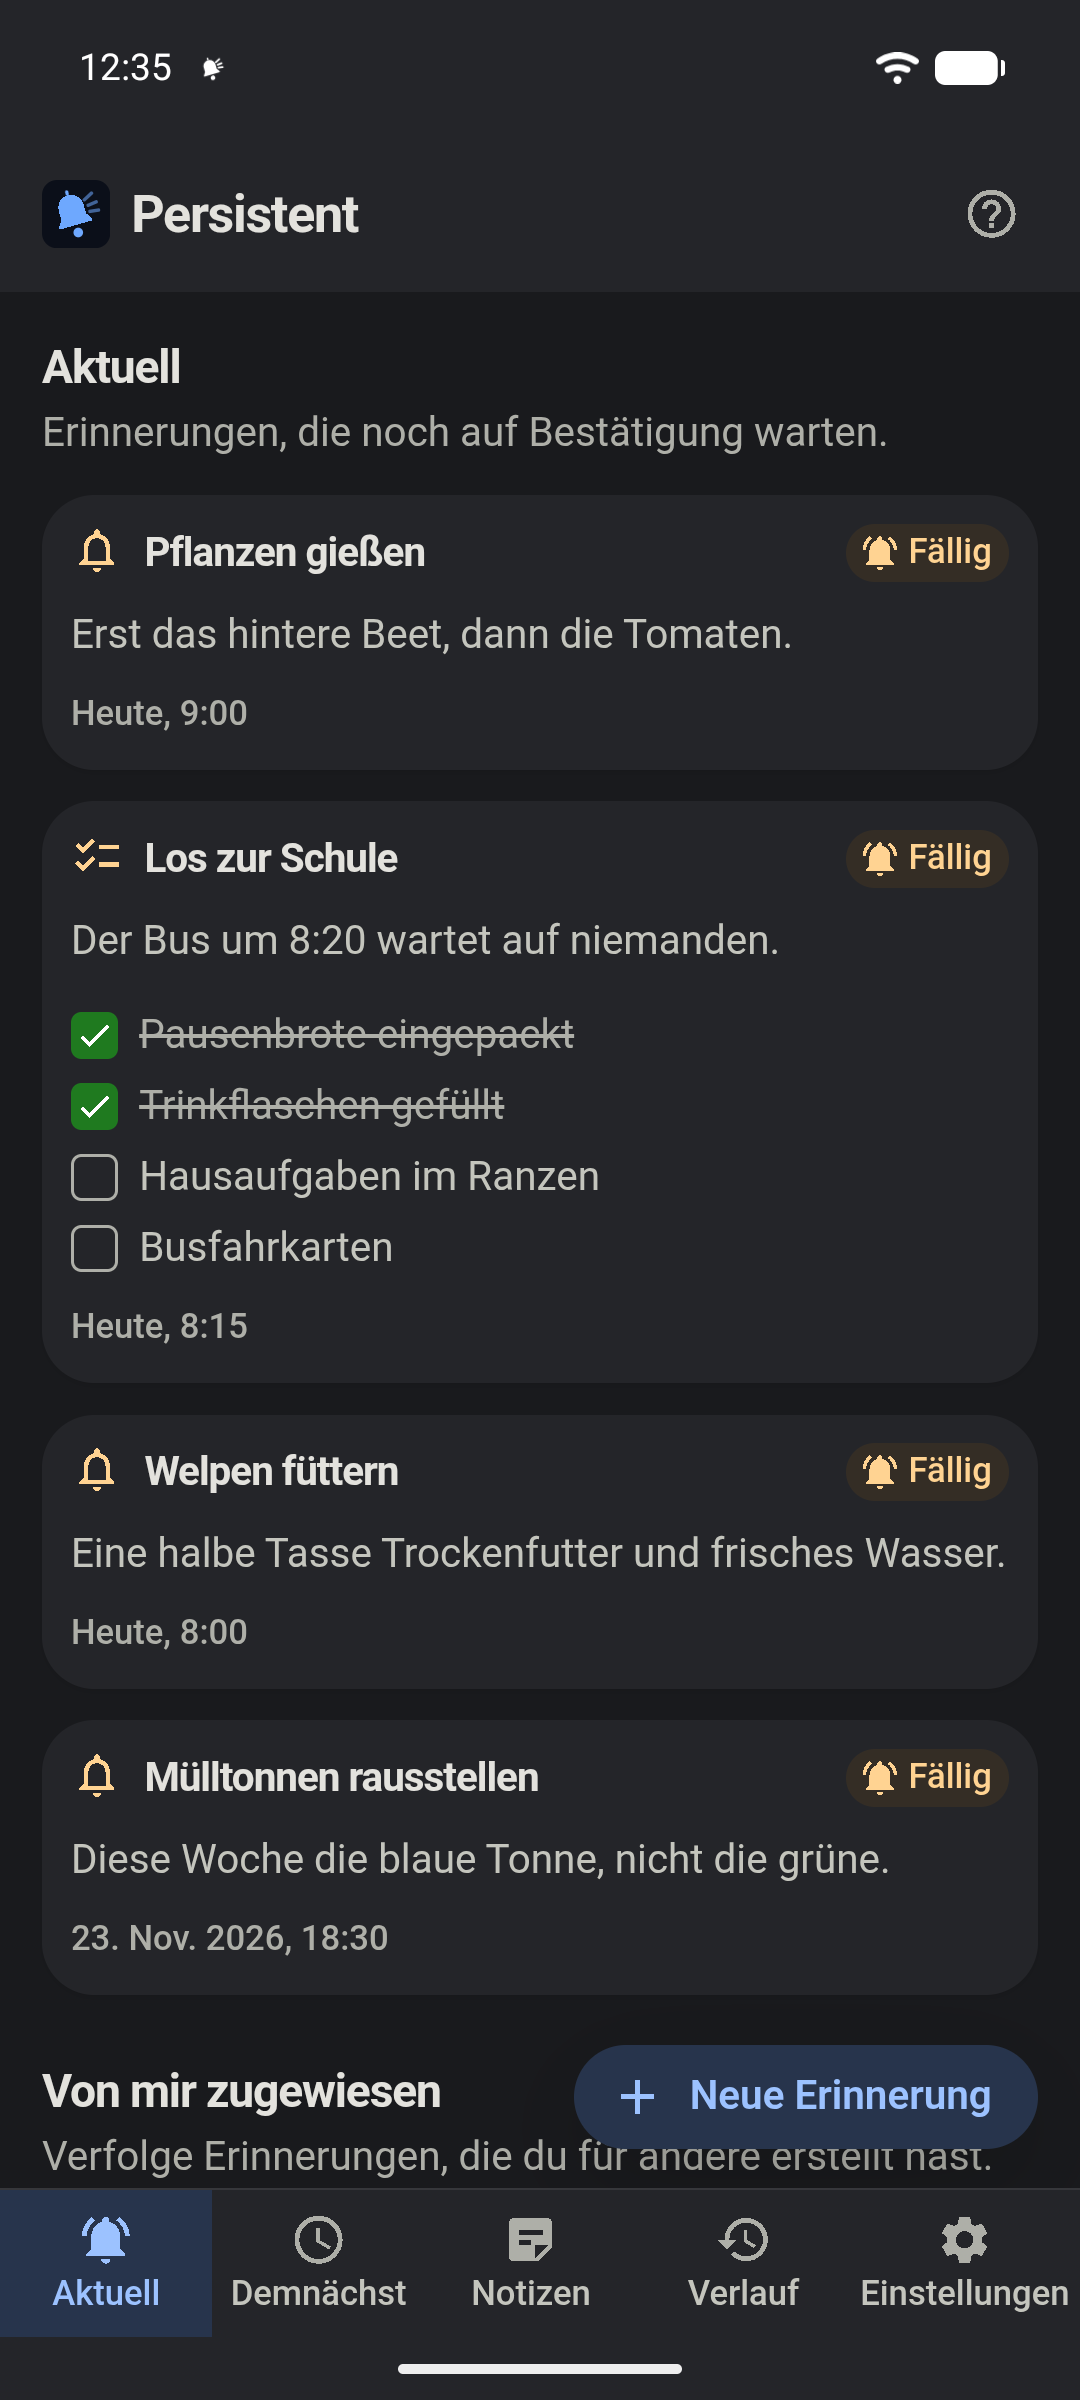 12:35
Persistent
Aktuell
Erinnerungen, die noch auf Bestätigung warten.
Pflanzen gießen
Fällig
Erst das hintere Beet, dann die Tomaten.
Heute, 9:00
Los zur Schule
Fällig
Der Bus um 8:20 wartet auf niemanden.
Pausenbrote eingepackt
Trinkflaschen gefüllt
Hausaufgaben im Ranzen
Busfahrkarten
Heute, 8:15
Welpen füttern
Fällig
Eine halbe Tasse Trockenfutter und frisches Wasser.
Heute, 8:00
Mülltonnen rausstellen
Fällig
Diese Woche die blaue Tonne, nicht die grüne.
23. Nov. 2026, 18:30
Von mir zugewiesen
Neue Erinnerung
Verfolge Erinnerungen, die du für andere erstellt hast.
Aktuell
Demnächst
Notizen
Verlauf
Einstellungen